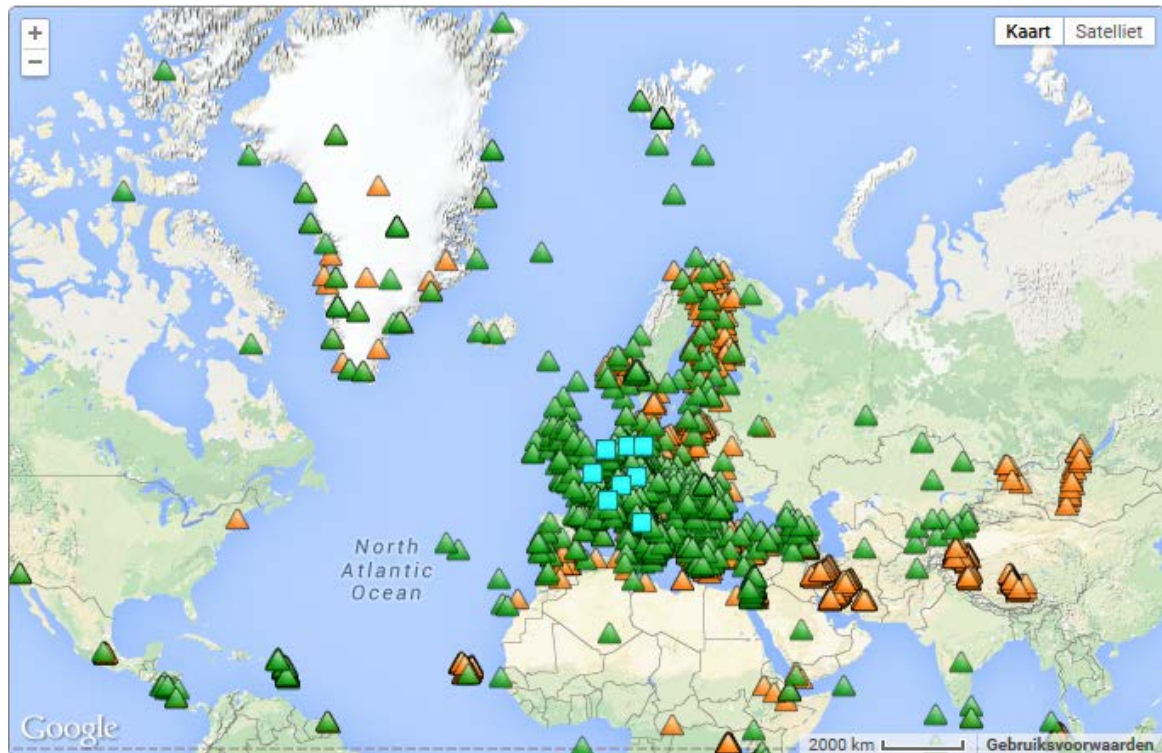 +
Kaart Satelliet
−
North
Atlantic
Ocean
Google
2000 km
Gebruiksvoorwaarden